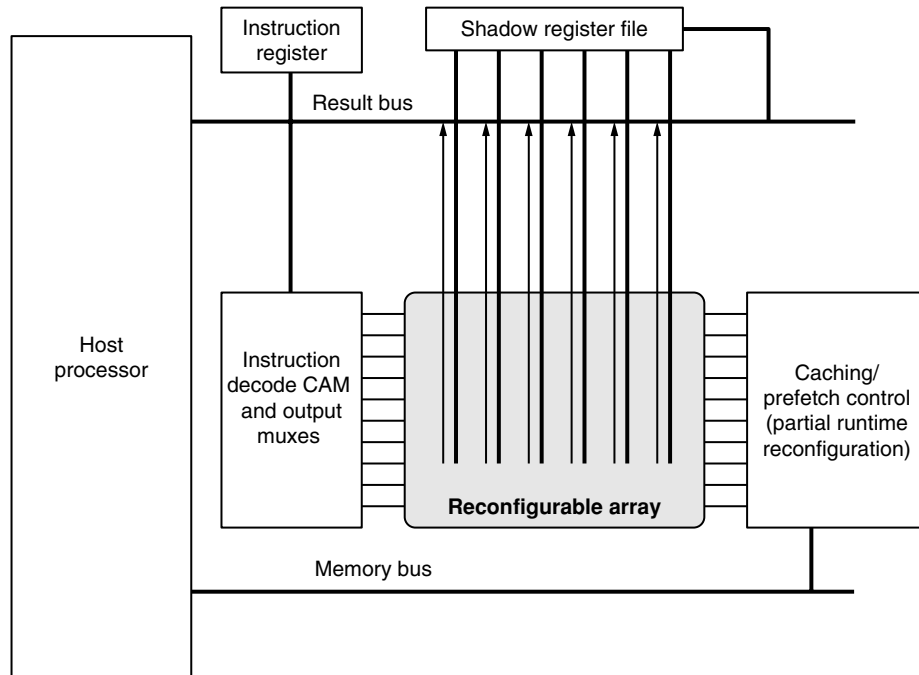 Instruction
register
Shadow register file
Result bus
Host
processor
Instruction
decode CAM
and output
muxes
Caching/
prefetch control
(partial runtime
reconfiguration)
Reconfigurable array
Memory bus